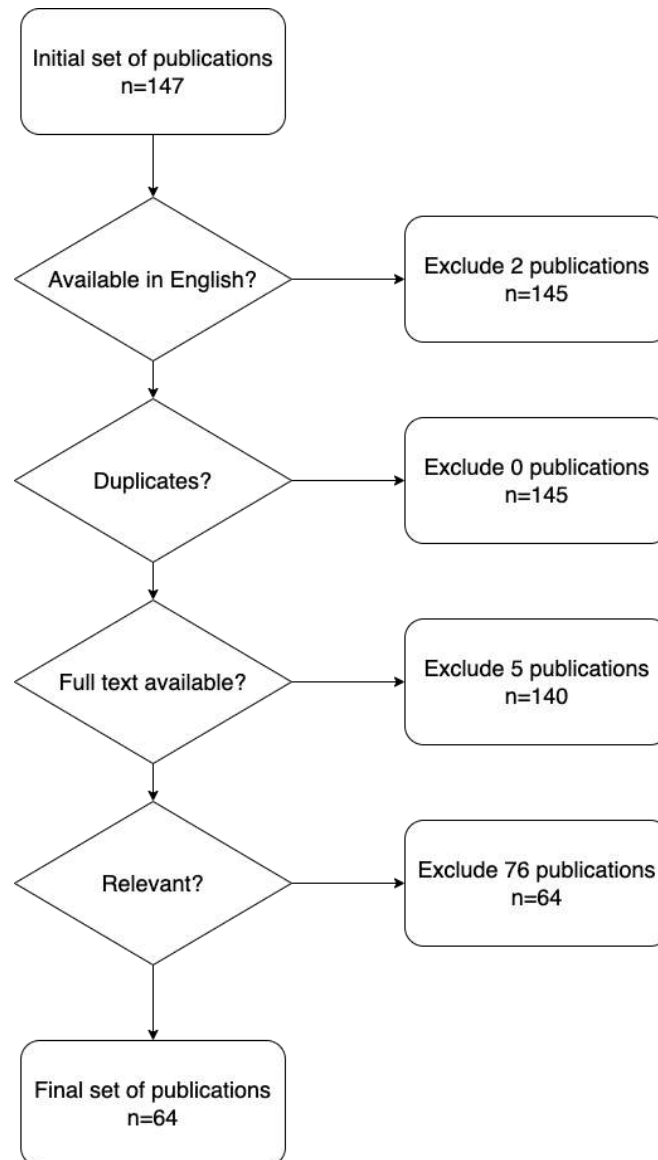 Initial set of publications
n=147
Available in English?
Exclude 2 publications
n=145
Duplicates?
Exclude 0 publications
n=145
Full text available?
Exclude 5 publications
n=140
Relevant?
Exclude 76 publications
n=64
Final set of publications
n=64